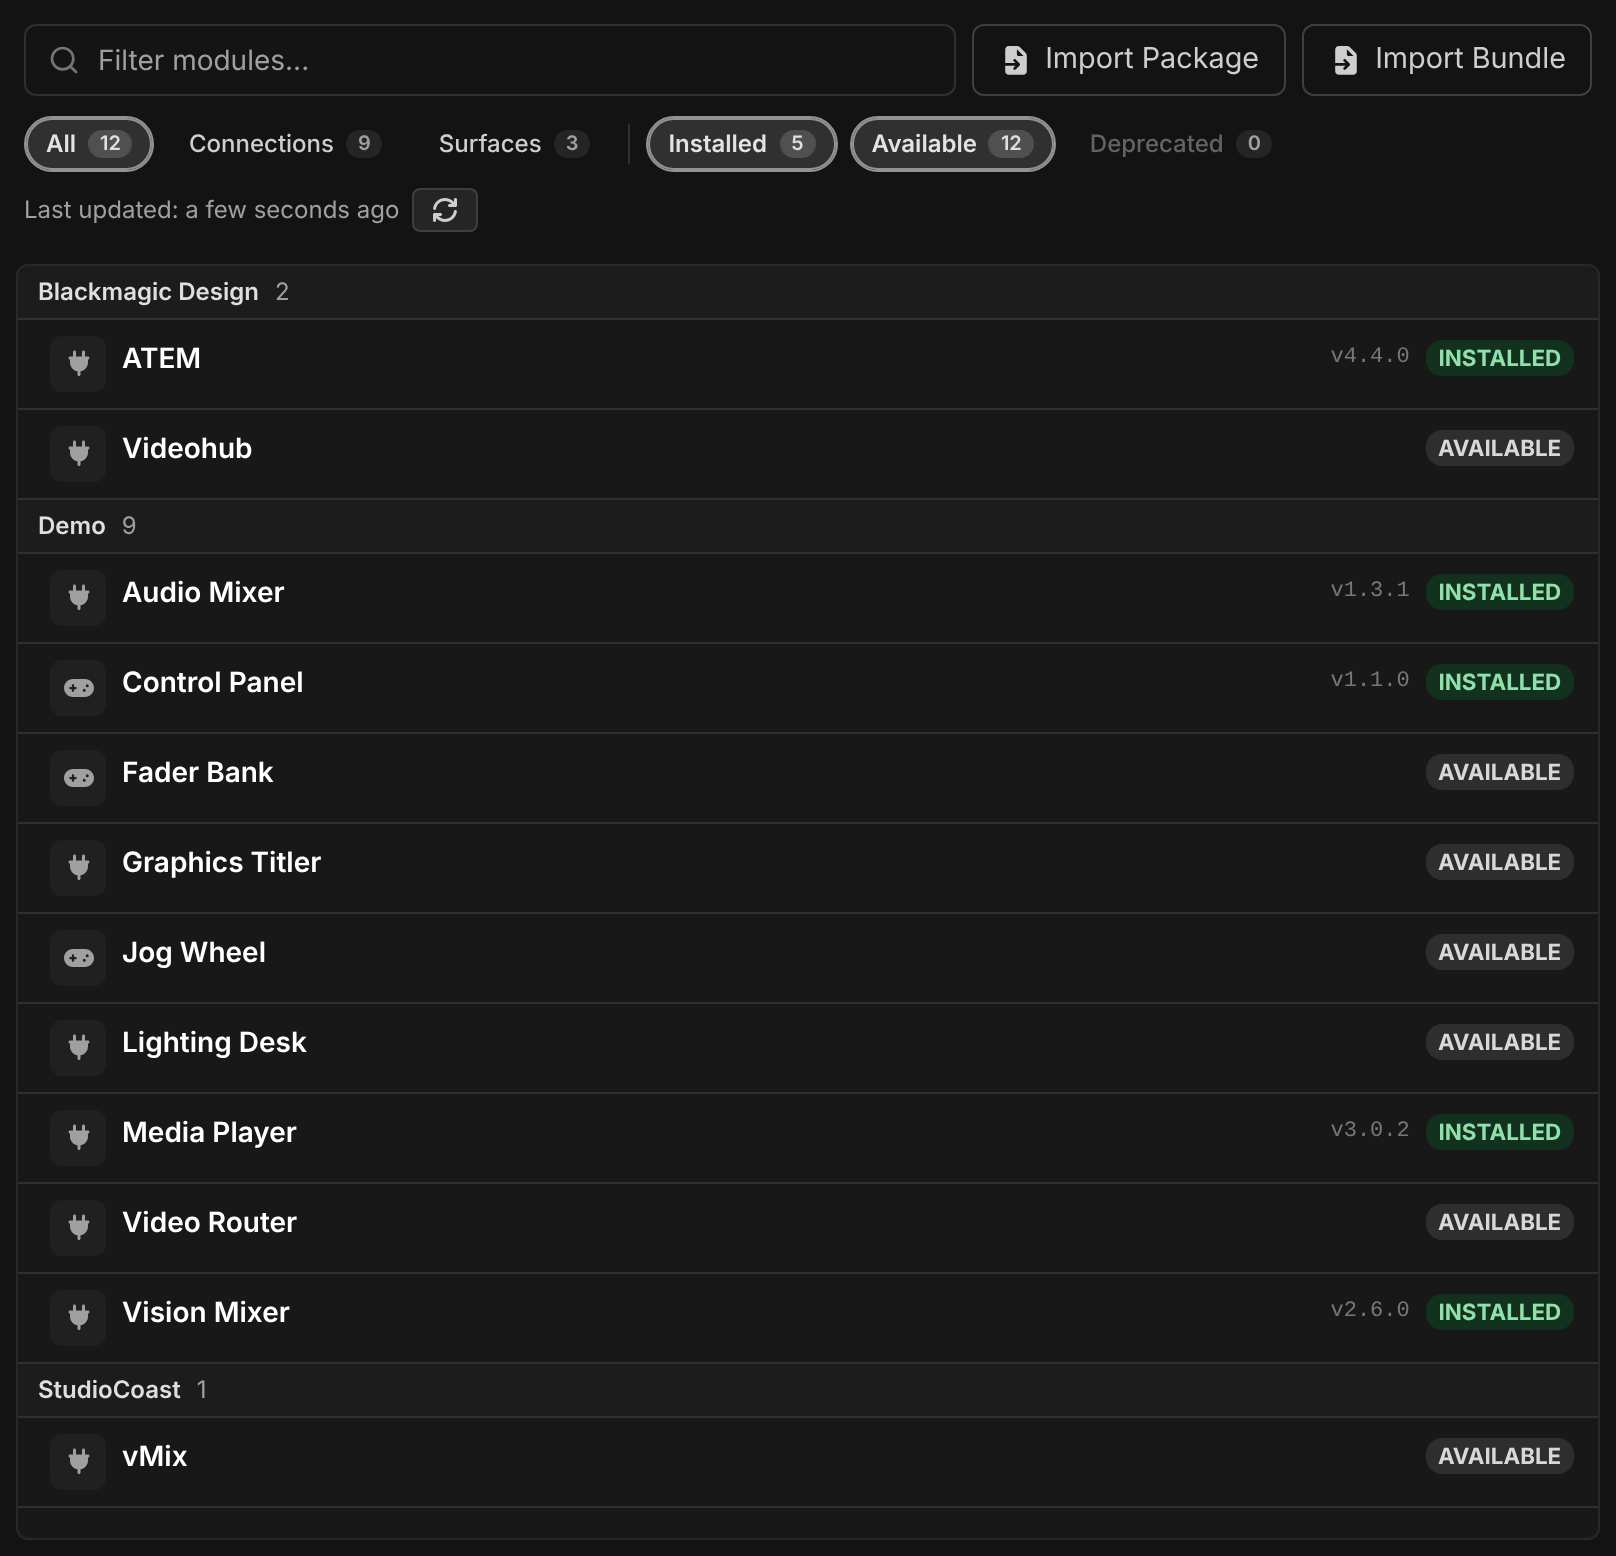 Filter modules...
Import Package
Import Bundle
All 12
Connections 9
Surfaces 3
Installed 5
Available 12
Deprecated 0
Last updated: a few seconds ago
Blackmagic Design 2
ATEM v4.4.0 INSTALLED
Videohub AVAILABLE
Demo 9
Audio Mixer v1.3.1 INSTALLED
Control Panel v1.1.0 INSTALLED
Fader Bank AVAILABLE
Graphics Titler AVAILABLE
Jog Wheel AVAILABLE
Lighting Desk AVAILABLE
Media Player v3.0.2 INSTALLED
Video Router AVAILABLE
Vision Mixer v2.6.0 INSTALLED
StudioCoast 1
vMix AVAILABLE